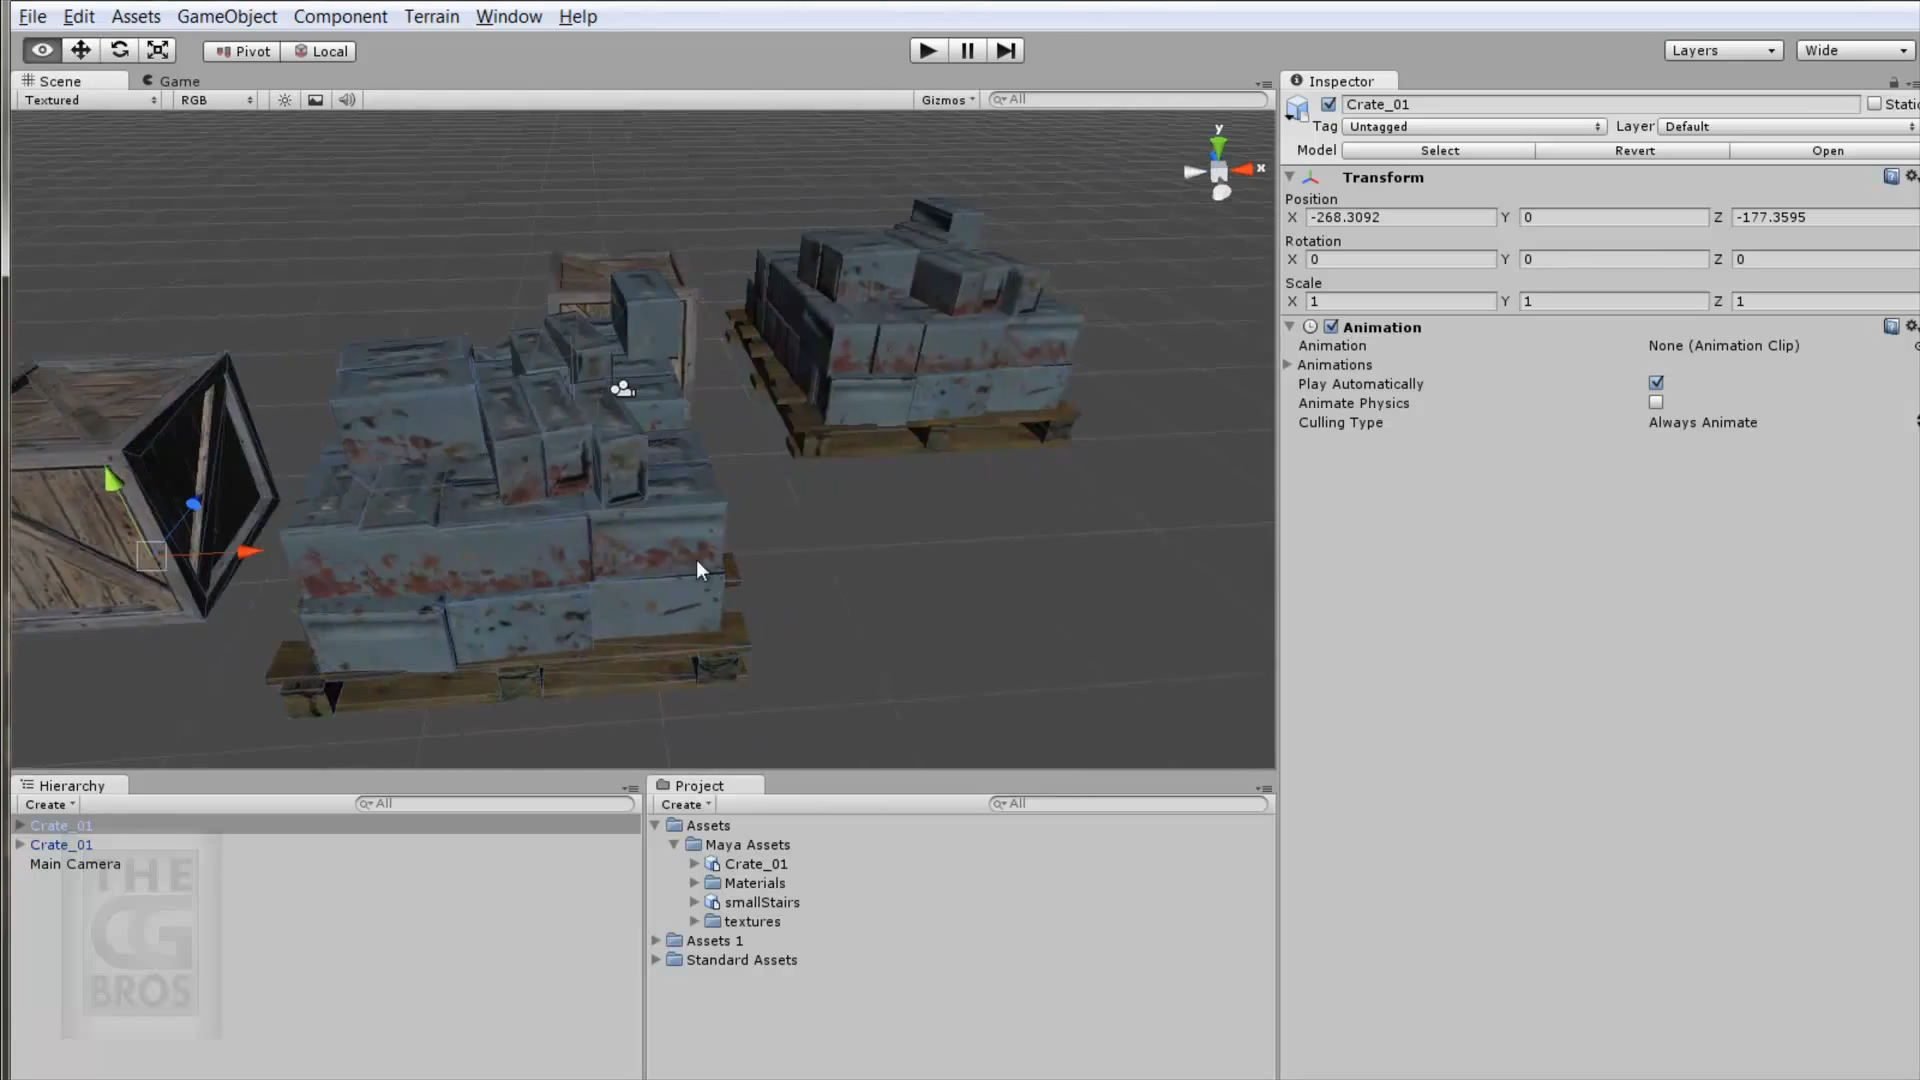 File Edit Assets GameObject Component Terrain Window Help
Pivot Local Layers Wide
Scene Game Inspector
Textured RGB Gizmos All
Crate_01
Tag Untagged Layer Default
Model Select Revert Open
Transform
Position
X -268.3092 Y 0 Z -177.3595
Rotation
X 0 Y 0 Z 0
Scale
X 1 Y 1 Z 1
Animation
Animation None (Animation Clip)
Animations
Play Automatically
Animate Physics
Culling Type Always Animate
y
x
Hierarchy
Create All
Crate_01
Crate_01
Main Camera
THE
CG
BROS
Project
Create All
Assets
Maya Assets
Crate_01
Materials
smallStairs
textures
Assets 1
Standard Assets